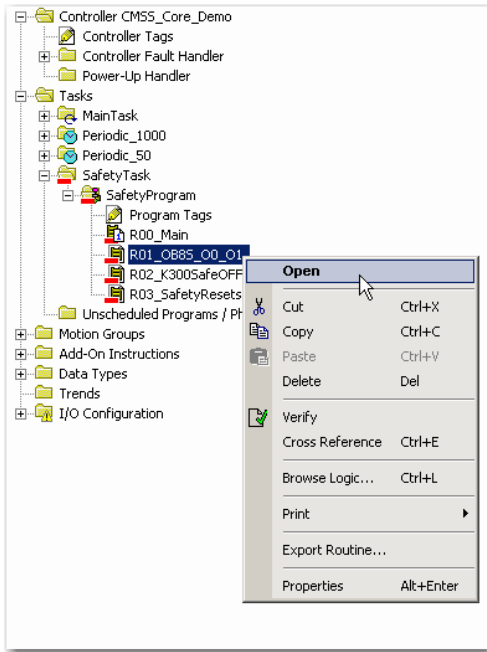 Controller CMSS_Core_Demo
Controller Tags
Controller Fault Handler
Power-Up Handler
Tasks
MainTask
Periodic_1000
Periodic_50
SafetyTask
SafetyProgram
Program Tags
R00_Main
R01_OB8S_O0_O1
R02_K300SafeOFF
R03_SafetyResets
Unscheduled Programs / Ph
Motion Groups
Add-On Instructions
Data Types
Trends
I/O Configuration
Open
Cut Ctrl+X
Copy Ctrl+C
Paste Ctrl+V
Delete Del
Verify
Cross Reference Ctrl+E
Browse Logic... Ctrl+L
Print
Export Routine...
Properties Alt+Enter